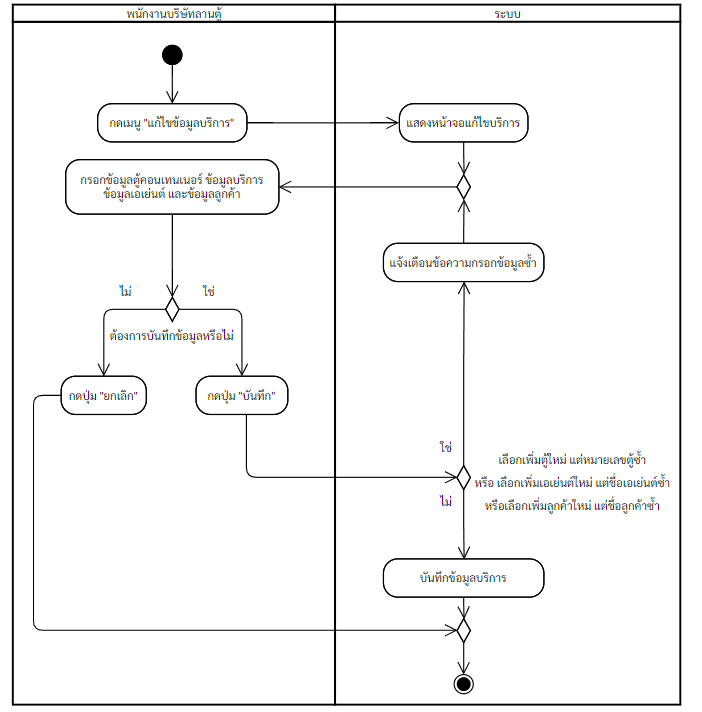 พนักงานบริษัทลานตู้
ระบบ
กดเมนู "แก้ไขข้อมูลบริการ"
แสดงหน้าจอแก้ไขบริการ
กรอกข้อมูลตู้คอนเทนเนอร์ ข้อมูลบริการ
ข้อมูลเอเย่นต์ และข้อมูลลูกค้า
แจ้งเตือนข้อความกรอกข้อมูลซ้ำ
ไม่
ใช่
ต้องการบันทึกข้อมูลหรือไม่
กดปุ่ม "ยกเลิก"
กดปุ่ม "บันทึก"
ใช่
เลือกเพิ่มตู้ใหม่ แต่หมายเลขตู้ซ้ำ
หรือ เลือกเพิ่มเอเย่นต์ใหม่ แต่ชื่อเอเย่นต์ซ้ำ
ไม่
หรือเลือกเพิ่มลูกค้าใหม่ แต่ชื่อลูกค้าซ้ำ
บันทึกข้อมูลบริการ